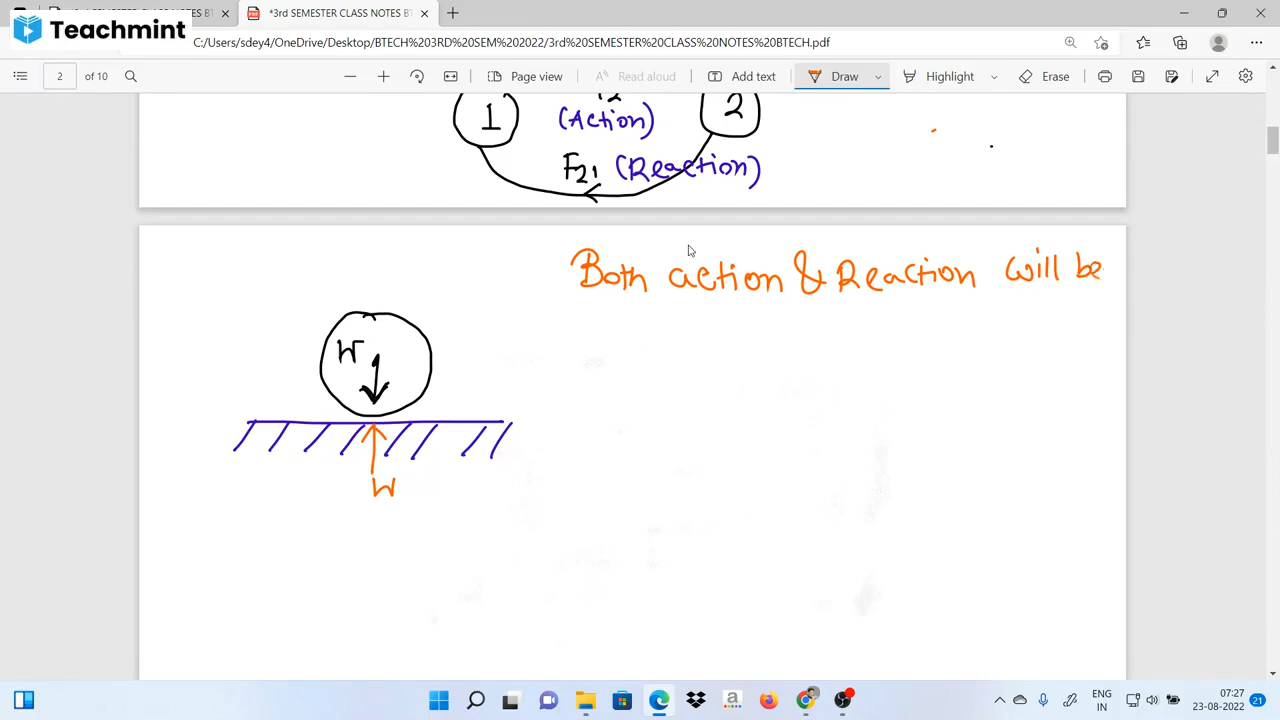 *3rd SEMESTER CLASS NOTES BT
Teachmint
C:/Users/sdey4/OneDrive/Desktop/BTECH%203RD%20SEM%202022/3rd%20SEMESTER%20CLASS%20NOTES%20BTECH.pdf
2 of 10 Page view Read aloud Add text Draw Highlight Erase
1 (Action) 2
F21 (Reaction)
Both action & Reaction will be
W
W
ENG
IN
07:27
23-08-2022
21